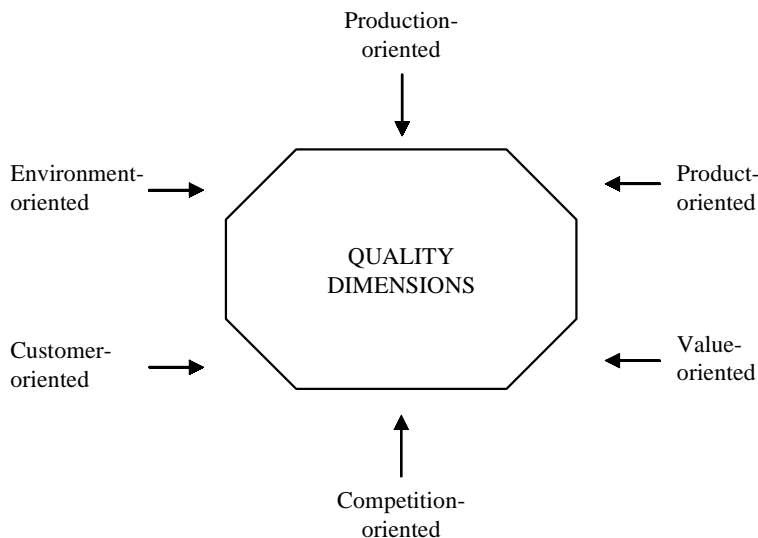 Production-
oriented
Environment-
oriented
Product-
oriented
QUALITY
DIMENSIONS
Customer-
oriented
Value-
oriented
Competition-
oriented